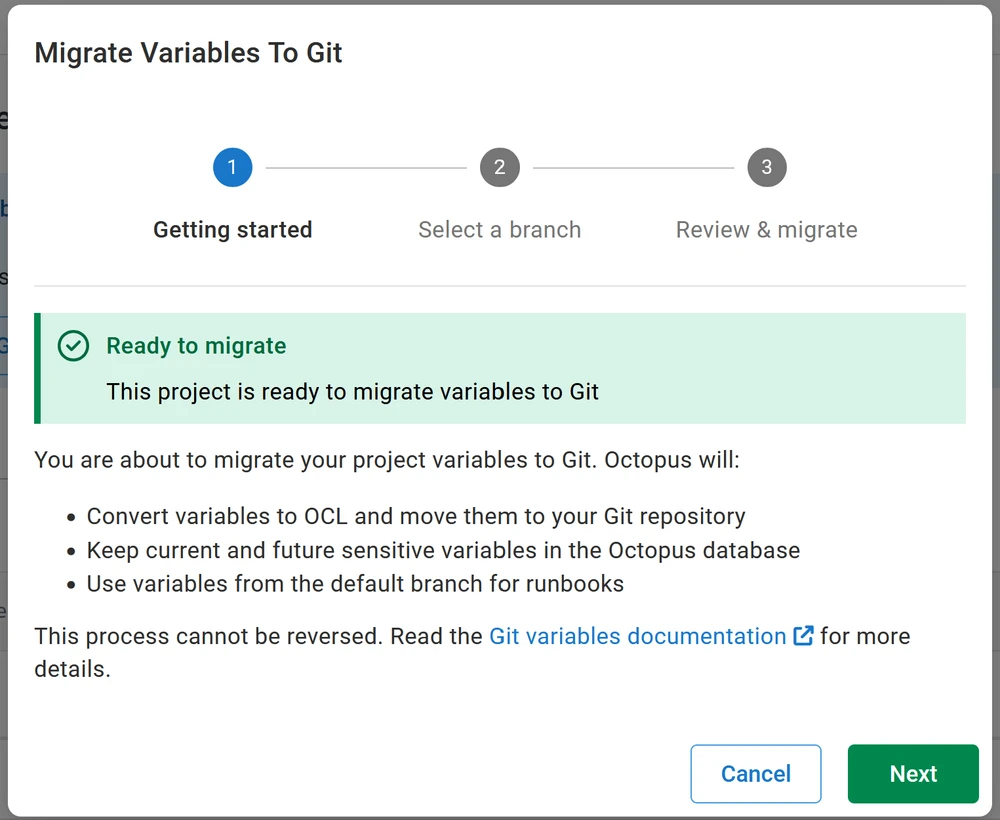 Migrate Variables To Git
1
2
3
Getting started
Select a branch
Review & migrate
Ready to migrate
This project is ready to migrate variables to Git
You are about to migrate your project variables to Git. Octopus will:
• Convert variables to OCL and move them to your Git repository
• Keep current and future sensitive variables in the Octopus database
• Use variables from the default branch for runbooks
This process cannot be reversed. Read the Git variables documentation for more
details.
Cancel
Next